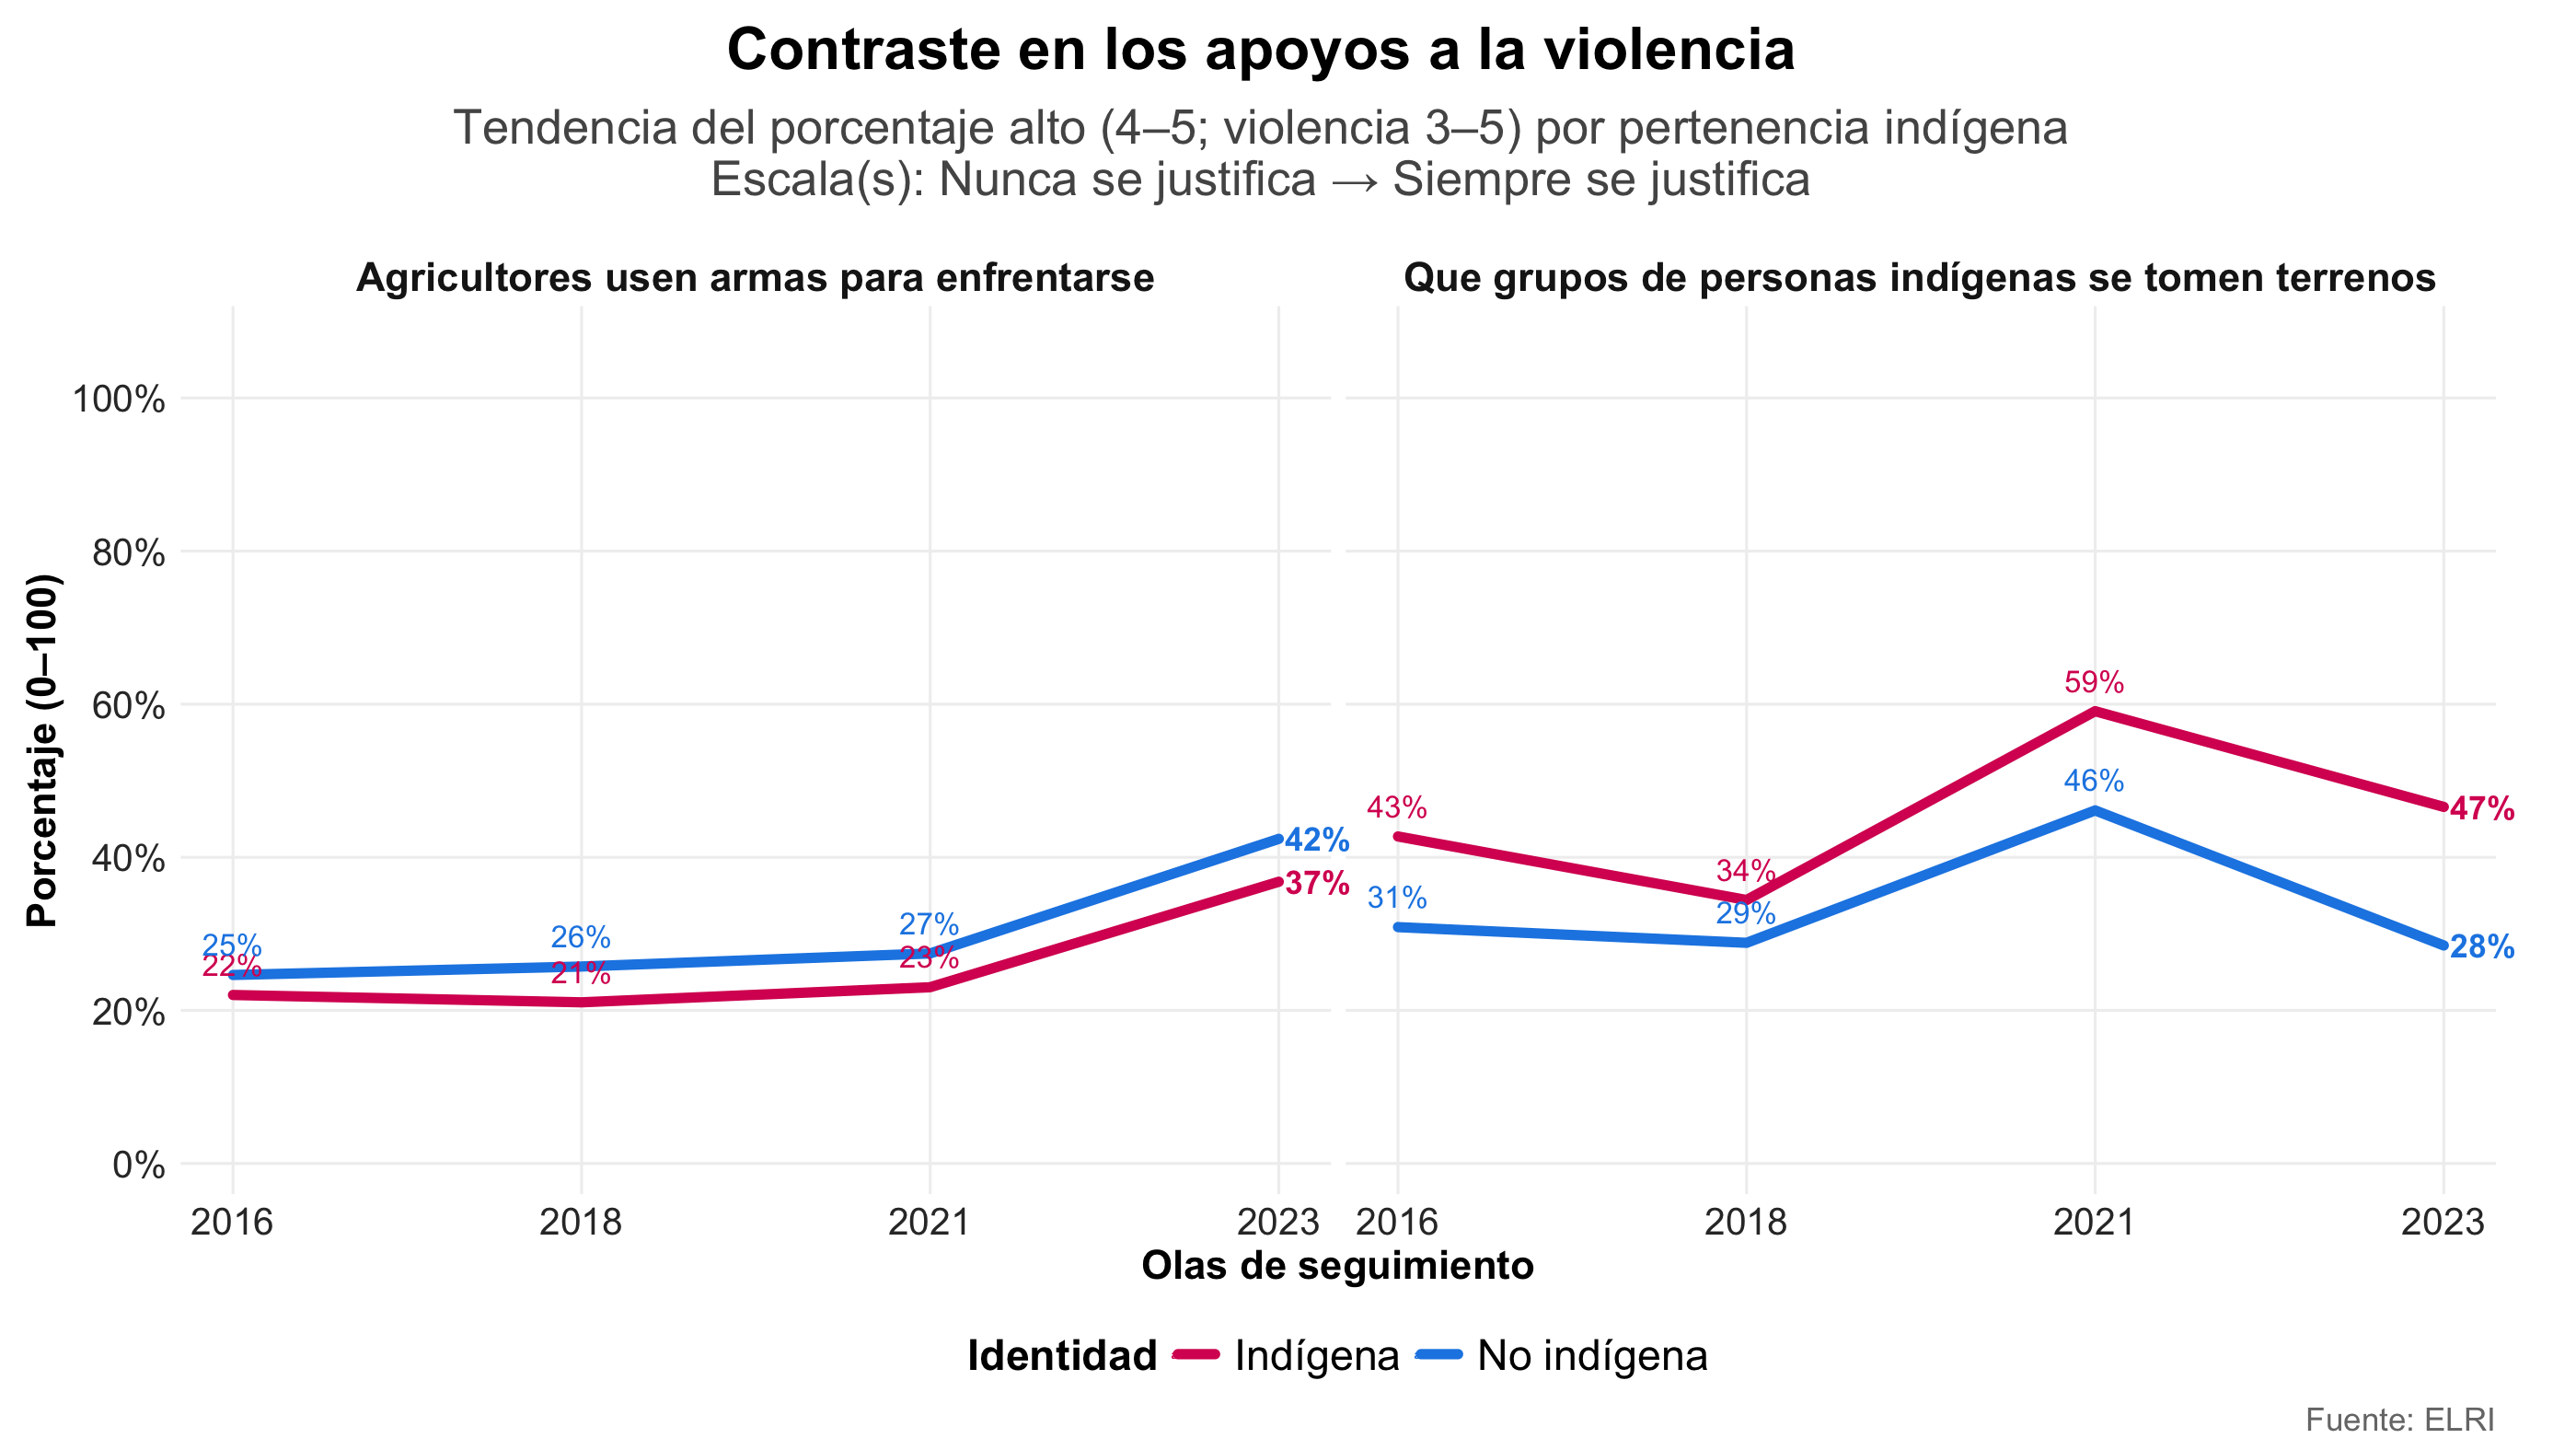 Contraste en los apoyos a la violencia
Tendencia del porcentaje alto (4–5; violencia 3–5) por pertenencia indígena
Escala(s): Nunca se justifica → Siempre se justifica
Agricultores usen armas para enfrentarse
Que grupos de personas indígenas se tomen terrenos
Porcentaje (0–100)
100%
80%
60%
40%
20%
0%
25%
22%
26%
21%
27%
23%
42%
37%
43%
31%
34%
29%
59%
46%
47%
28%
2016 2018 2021 2023
2016 2018 2021 2023
Olas de seguimiento
Identidad Indígena No indígena
Fuente: ELRI